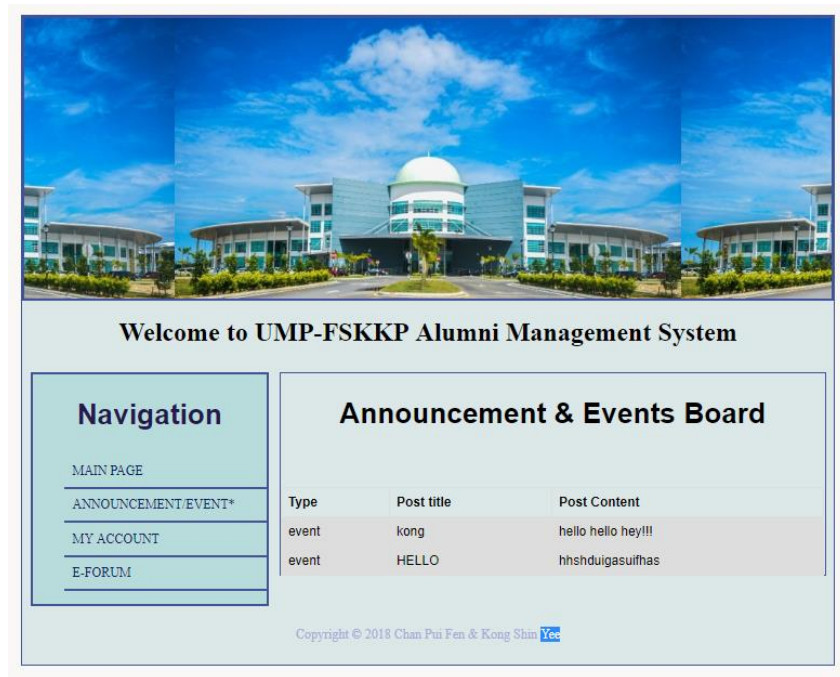 Welcome to UMP-FSKKP Alumni Management System
Navigation
MAIN PAGE
ANNOUNCEMENT/EVENT*
MY ACCOUNT
E-FORUM
Announcement & Events Board
Type Post title Post Content
event kong hello hello hey!!!
event HELLO hhshduigasuifhas
Copyright © 2018 Chan Pui Fen & Kong Shin Yee